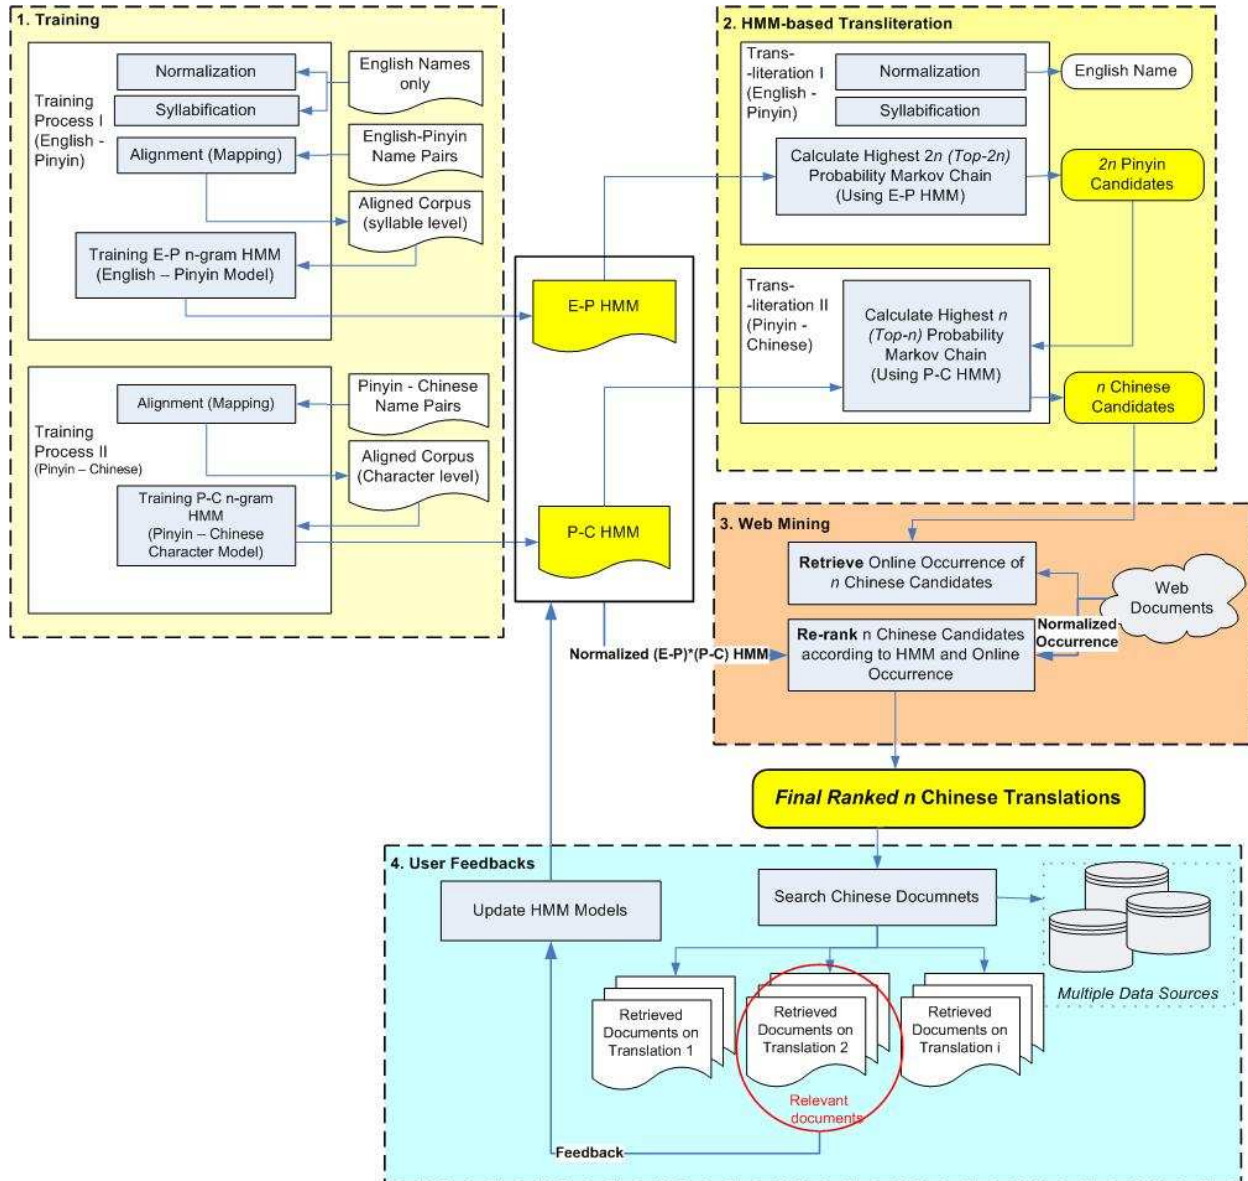 1. Training
Normalization
Syllabification
Alignment (Mapping)
Training E-P n-gram HMM
(English – Pinyin Model)
Training
Process I
(English -
Pinyin)
English Names
only
English-Pinyin
Name Pairs
Aligned Corpus
(syllable level)
Training
Process II
(Pinyin – Chinese)
Alignment (Mapping)
Training P-C n-gram
HMM
(Pinyin – Chinese
Character Model)
Pinyin - Chinese
Name Pairs
Aligned Corpus
(Character level)
E-P HMM
P-C HMM
2. HMM-based Transliteration
Trans-
-literation I
(English -
Pinyin)
Normalization
Syllabification
Calculate Highest 2n (Top-2n)
Probability Markov Chain
(Using E-P HMM)
English Name
2n Pinyin
Candidates
Trans-
-literation II
(Pinyin -
Chinese)
Calculate Highest n
(Top-n) Probability
Markov Chain
(Using P-C HMM)
n Chinese
Candidates
3. Web Mining
Retrieve Online Occurrence of
n Chinese Candidates
Web
Documents
Normalized
Occurrence
Re-rank n Chinese Candidates
according to HMM and Online
Occurrence
Normalized (E-P)*(P-C) HMM
Final Ranked n Chinese Translations
4. User Feedbacks
Update HMM Models
Search Chinese Documnets
Multiple Data Sources
Retrieved
Documents on
Translation 1
Retrieved
Documents on
Translation 2
Retrieved
Documents on
Translation i
Relevant
documents
Feedback